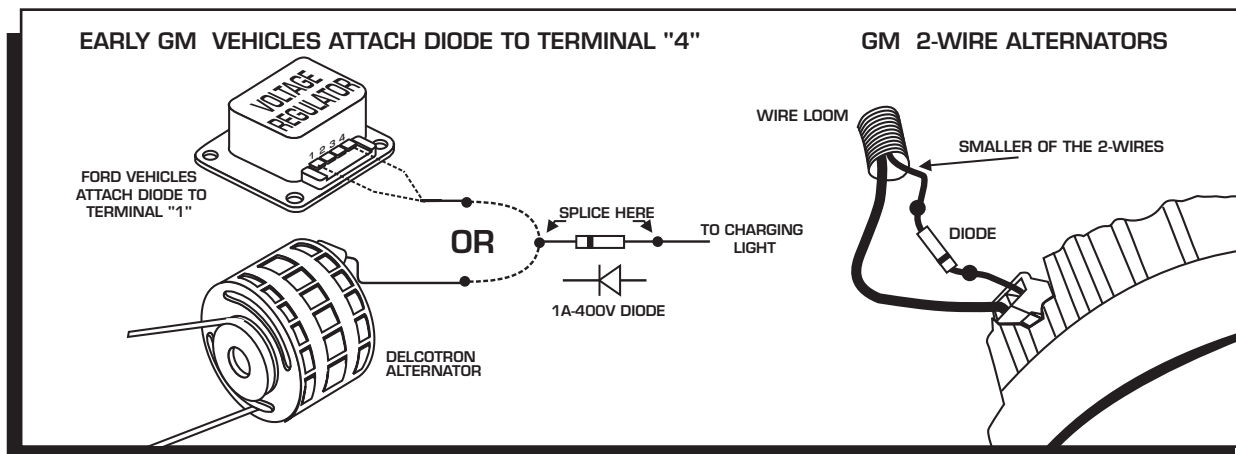 EARLY GM VEHICLES ATTACH DIODE TO TERMINAL "4"
VOLTAGE
REGULATOR
1 2 3 4
FORD VEHICLES
ATTACH DIODE TO
TERMINAL "1"
OR
SPLICE HERE
TO CHARGING
LIGHT
1A-400V DIODE
DELCOTRON
ALTERNATOR
GM 2-WIRE ALTERNATORS
WIRE LOOM
SMALLER OF THE 2-WIRES
DIODE